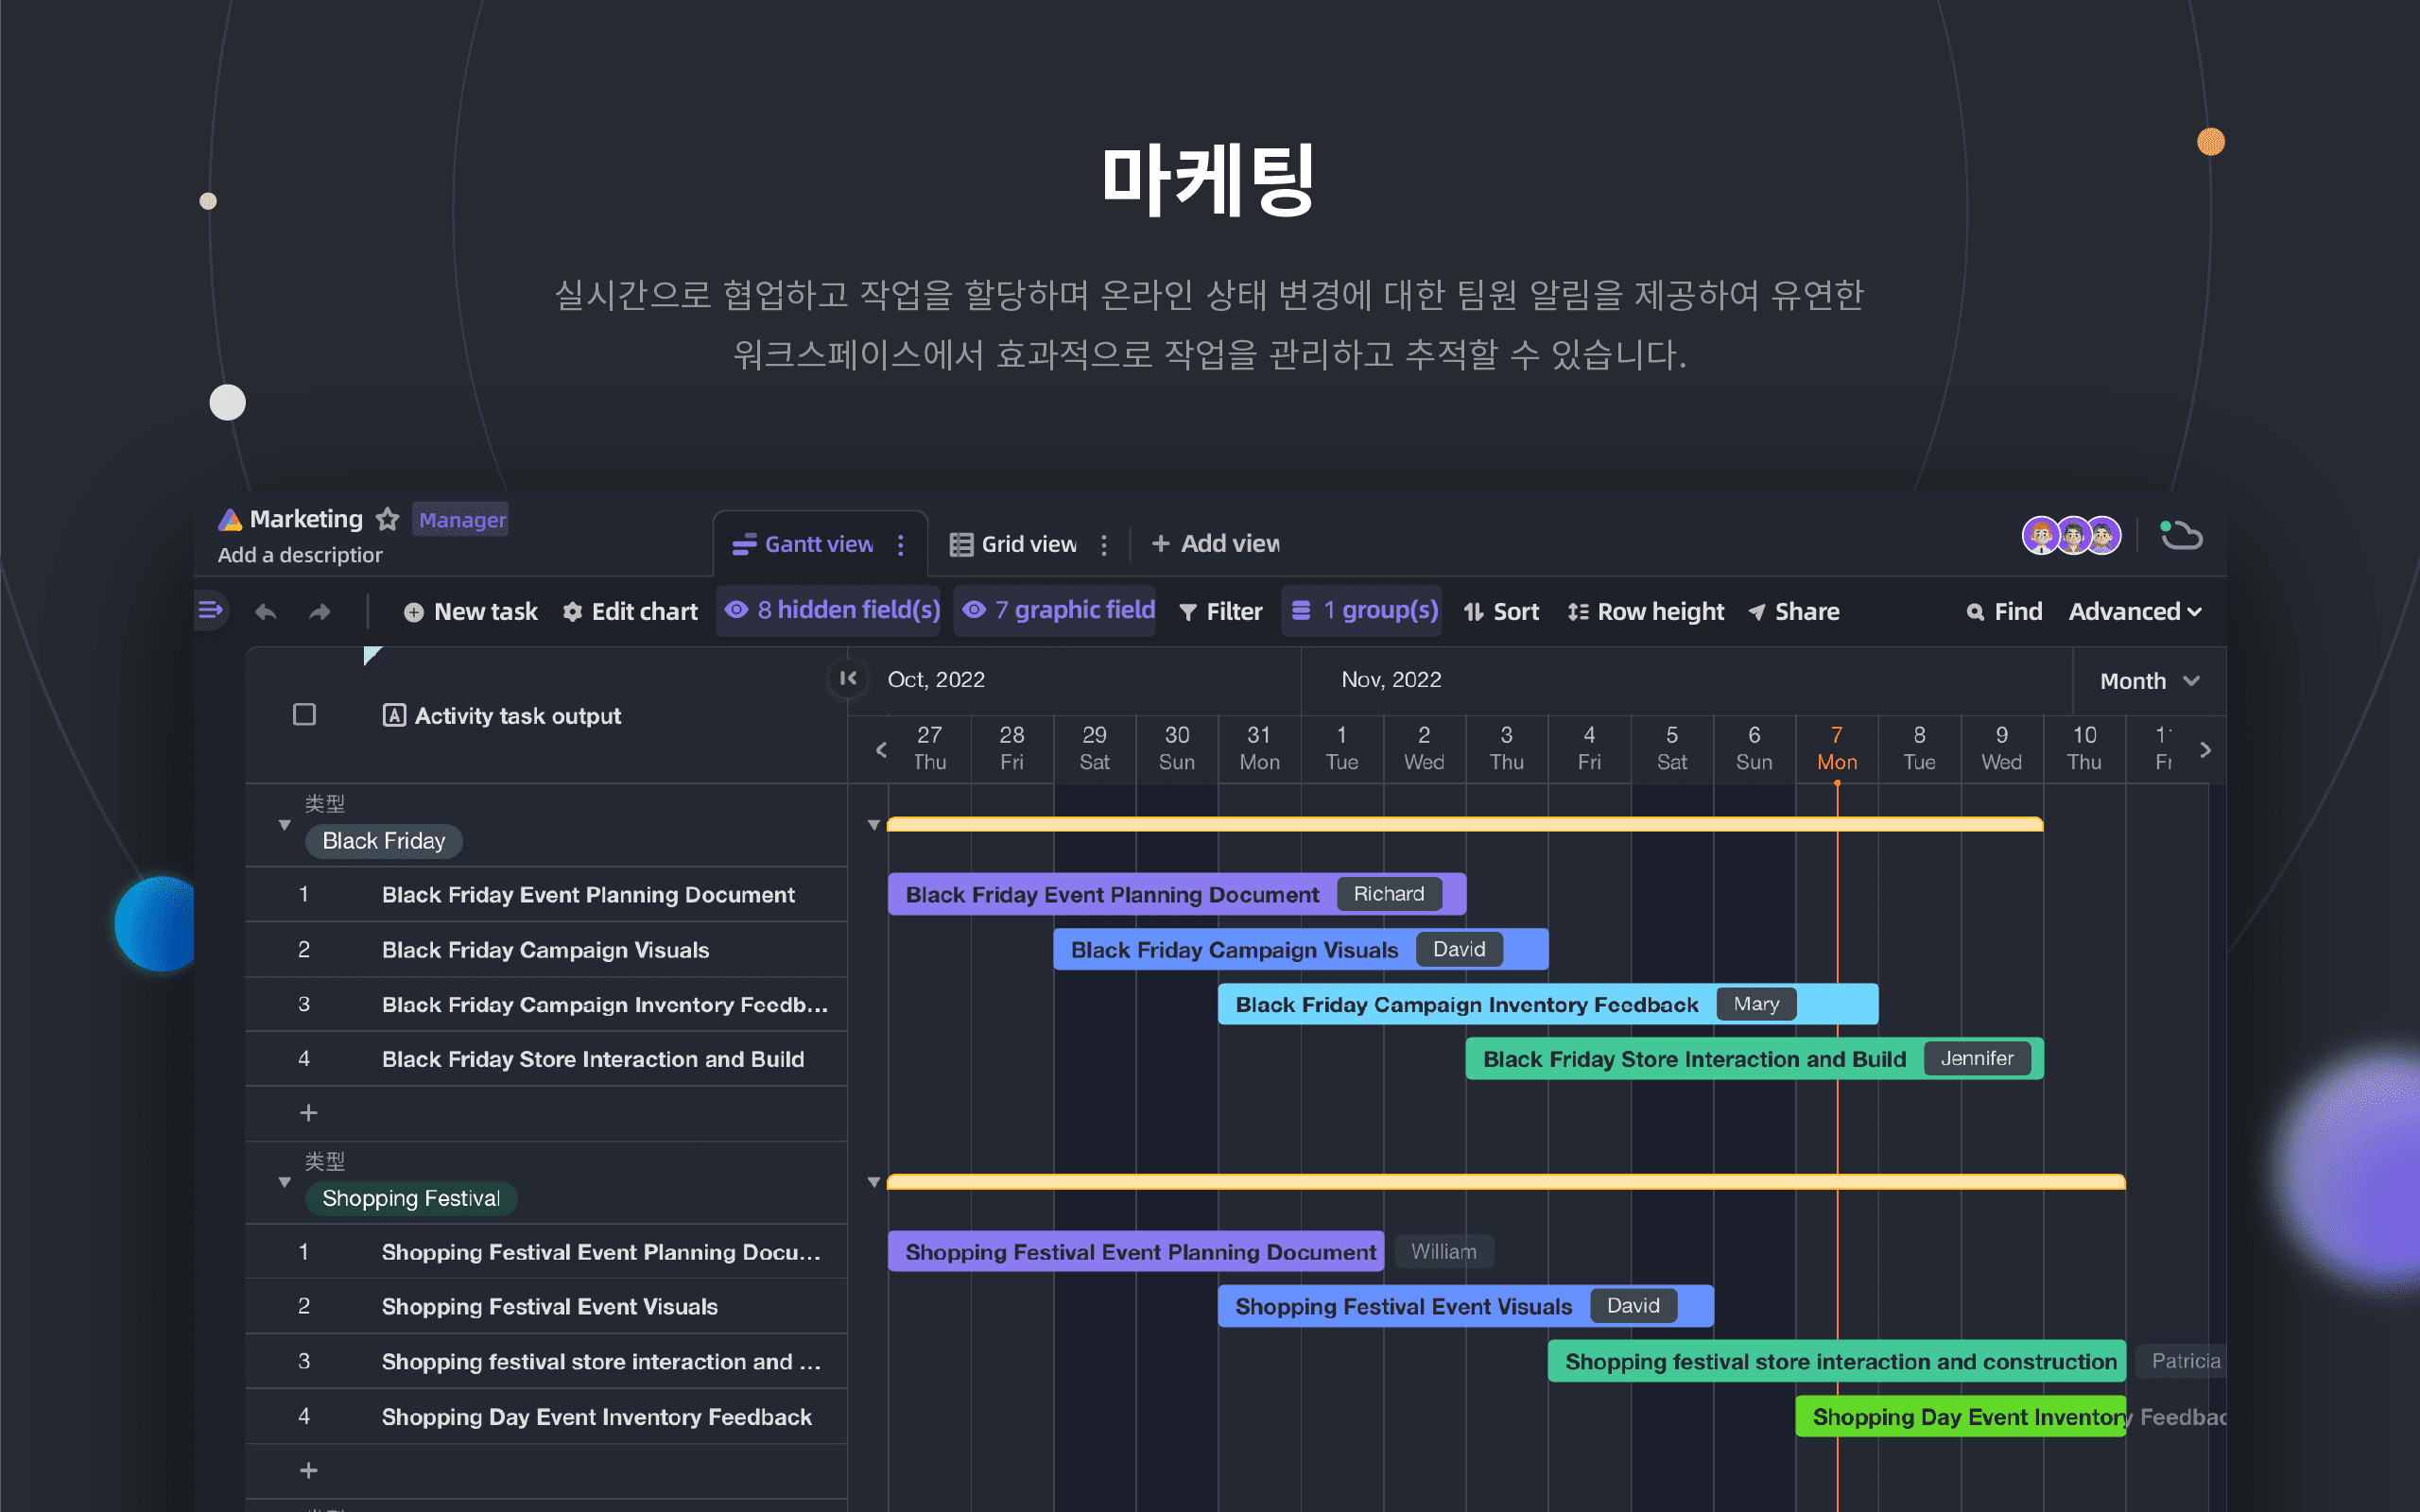 마케팅
실시간으로 협업하고 작업을 할당하며 온라인 상태 변경에 대한 팀원 알림을 제공하여 유연한
워크스페이스에서 효과적으로 작업을 관리하고 추적할 수 있습니다.
Marketing Manager
Add a description
Gantt view Grid view + Add view
New task Edit chart 8 hidden field(s) 7 graphic field Filter 1 group(s) Sort Row height Share Find Advanced
Activity task output
Oct, 2022 Nov, 2022 Month
27 28 29 30 31 1 2 3 4 5 6 7 8 9 10 11
Thu Fri Sat Sun Mon Tue Wed Thu Fri Sat Sun Mon Tue Wed Thu Fr
类型
Black Friday
1 Black Friday Event Planning Document Black Friday Event Planning Document Richard
2 Black Friday Campaign Visuals Black Friday Campaign Visuals David
3 Black Friday Campaign Inventory Feedb... Black Friday Campaign Inventory Feedback Mary
4 Black Friday Store Interaction and Build Black Friday Store Interaction and Build Jennifer
+
类型
Shopping Festival
1 Shopping Festival Event Planning Docu... Shopping Festival Event Planning Document William
2 Shopping Festival Event Visuals Shopping Festival Event Visuals David
3 Shopping festival store interaction and ... Shopping festival store interaction and construction Patricia
4 Shopping Day Event Inventory Feedback Shopping Day Event Inventory Feedbac
+